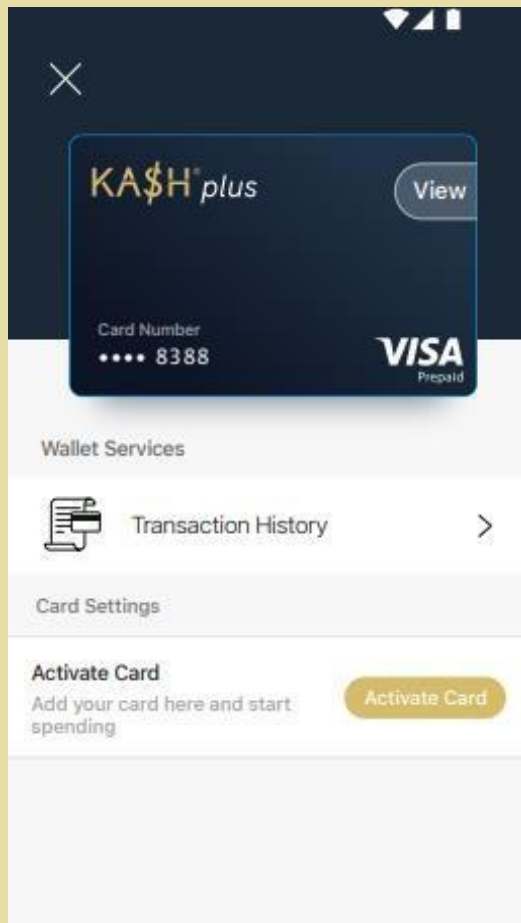 KA$H® plus
View
Card Number
•••• 8388
VISA
Prepaid
Wallet Services
Transaction History
Card Settings
Activate Card
Add your card here and start
spending
Activate Card